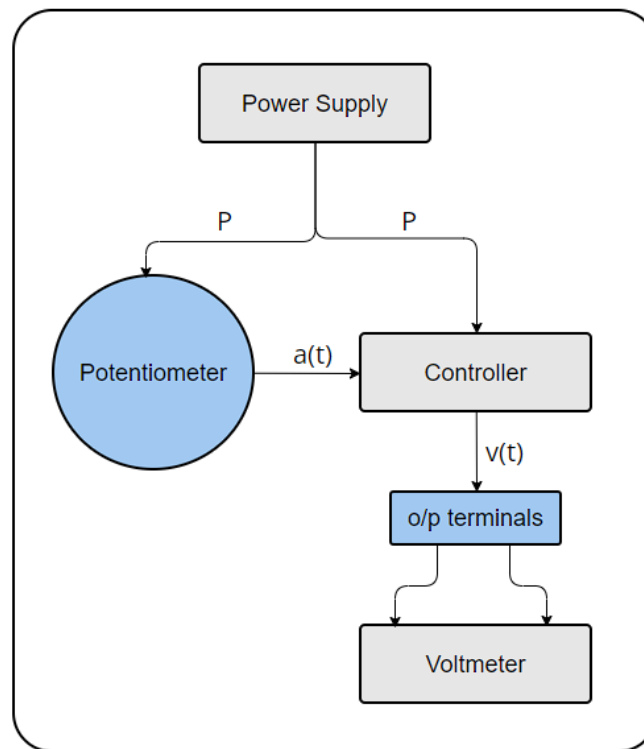 Power Supply
P
P
Potentiometer
a(t)
Controller
v(t)
o/p terminals
Voltmeter